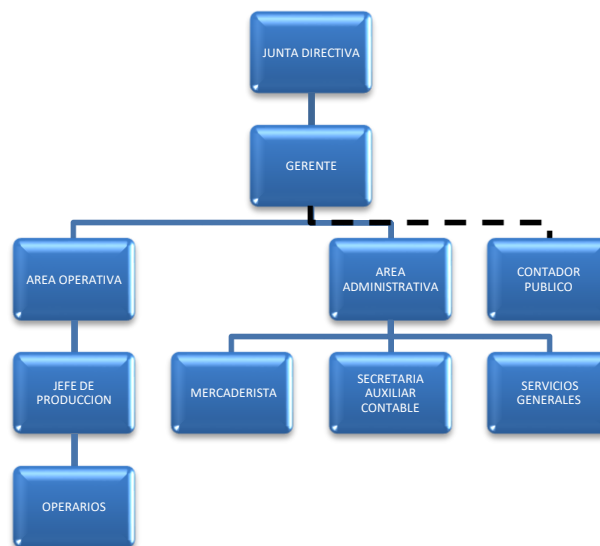 JUNTA DIRECTIVA
GERENTE
AREA OPERATIVA
AREA
ADMINISTRATIVA
CONTADOR
PUBLICO
JEFE DE
PRODUCCION
MERCADERISTA
SECRETARIA
AUXILIAR
CONTABLE
SERVICIOS
GENERALES
OPERARIOS